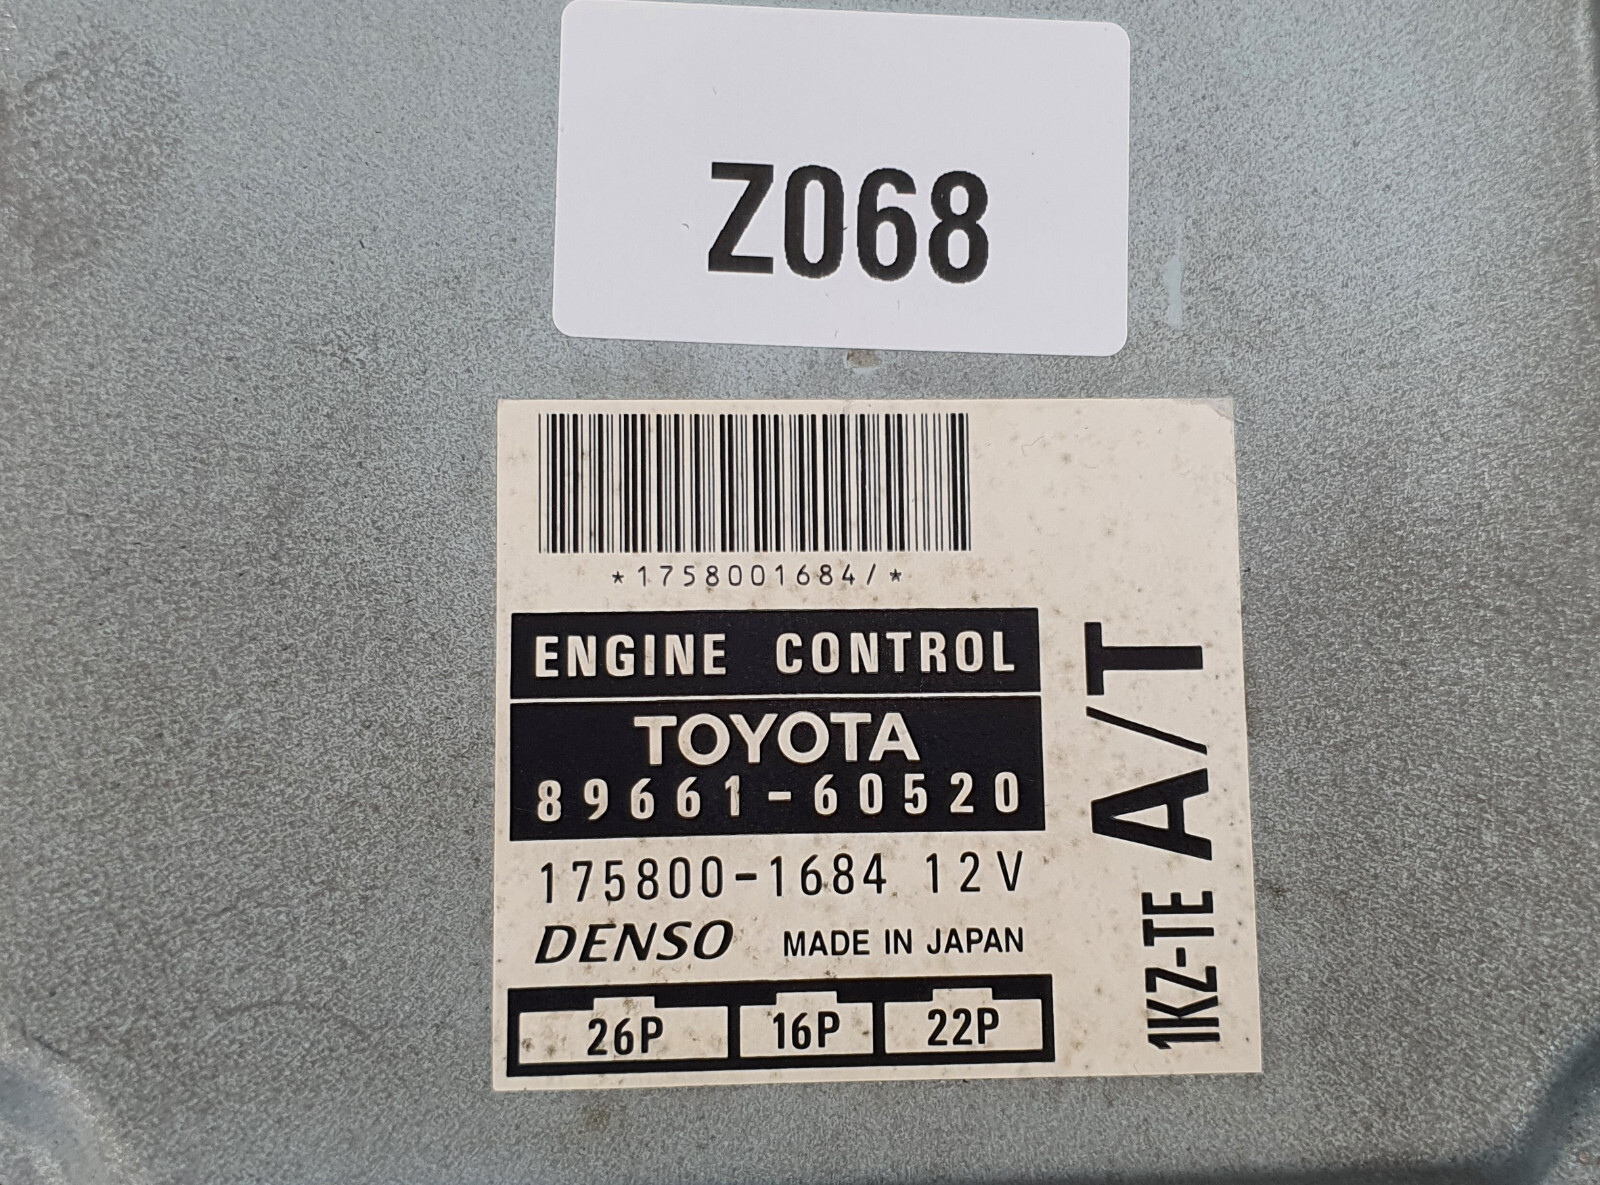 Z068
*1758001684/*
ENGINE CONTROL
TOYOTA
89661-60520
175800-1684 12V
DENSO MADE IN JAPAN
26P 16P 22P
1KZ-TE A/T